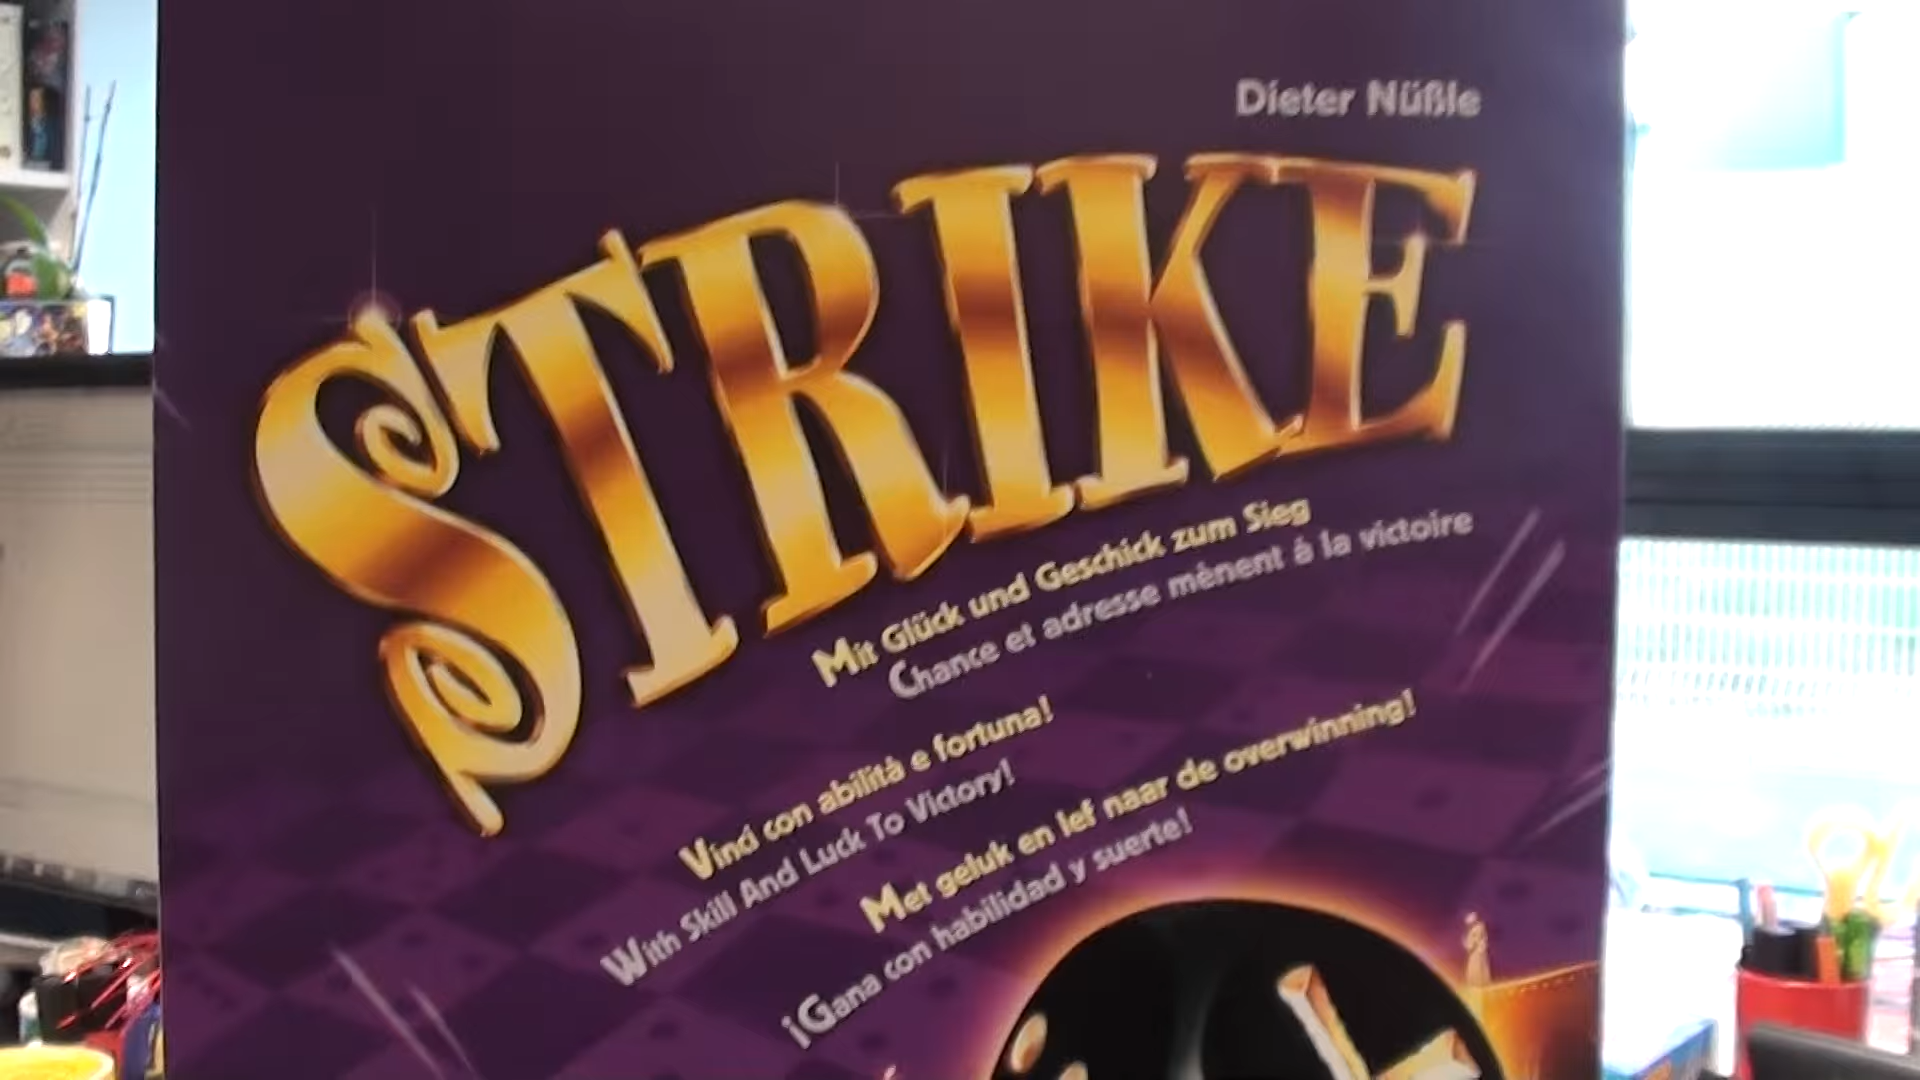 Dieter Nüßle
STRIKE
Mit Glück und Geschick zum Sieg
Chance et adresse mènent à la victoire
Vinci con abilità e fortuna!
With Skill And Luck To Victory!
Met geluk en lef naar de overwinning!
¡Gana con habilidad y suerte!